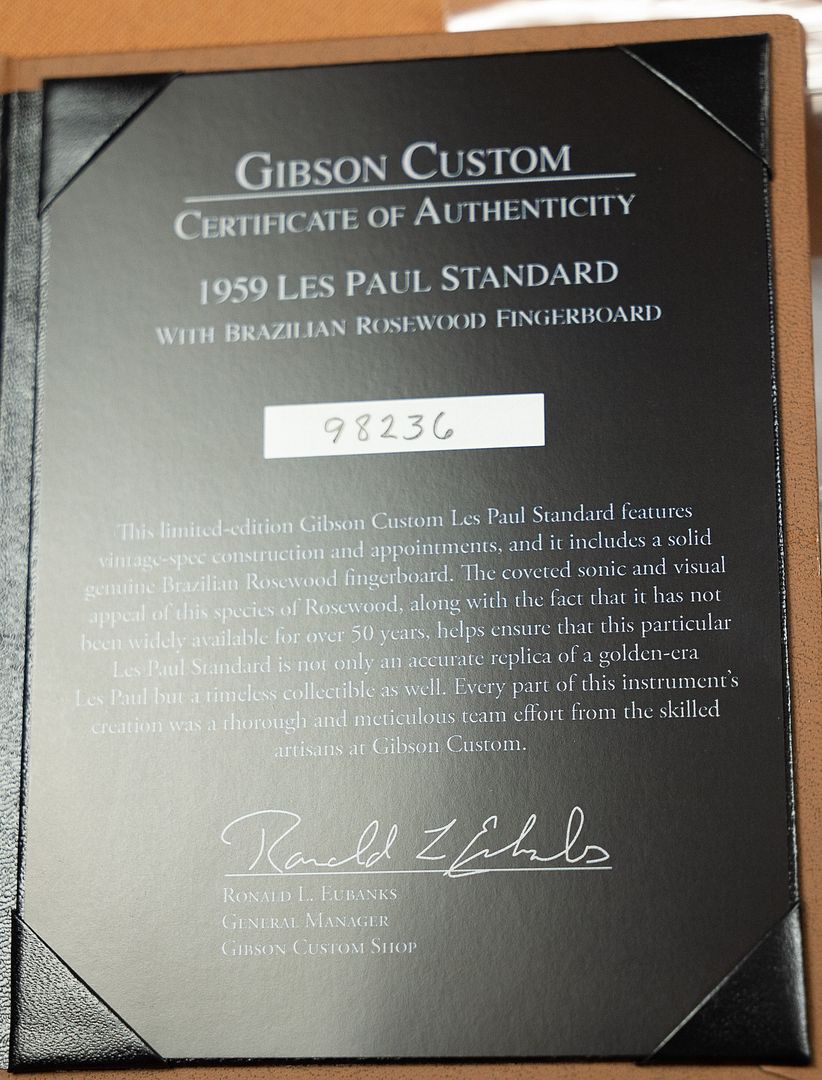 GIBSON CUSTOM
CERTIFICATE OF AUTHENTICITY
1959 LES PAUL STANDARD
WITH BRAZILIAN ROSEWOOD FINGERBOARD
98236
This limited-edition Gibson Custom Les Paul Standard features
vintage-spec construction and appointments, and it includes a solid
genuine Brazilian Rosewood fingerboard. The coveted sonic and visual
appeal of this species of Rosewood, along with the fact that it has not
been widely available for over 50 years, helps ensure that this particular
Les Paul Standard is not only an accurate replica of a golden-era
Les Paul but a timeless collectible as well. Every part of this instrument's
creation was a thorough and meticulous team effort from the skilled
artisans at Gibson Custom.
Ronald L Eubanks
RONALD L. EUBANKS
GENERAL MANAGER
GIBSON CUSTOM SHOP